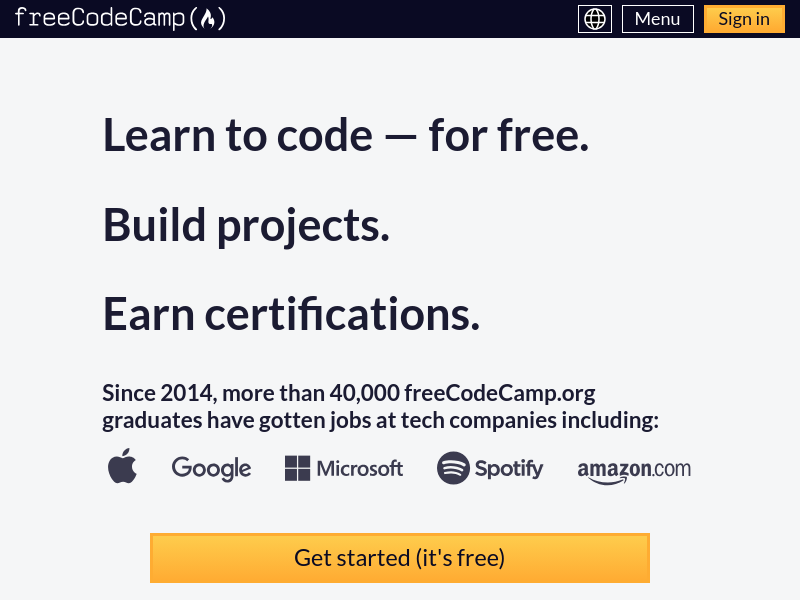 freeCodeCamp(🔥)
Menu
Sign in
Learn to code — for free.
Build projects.
Earn certifications.
Since 2014, more than 40,000 freeCodeCamp.org
graduates have gotten jobs at tech companies including:
Google
Microsoft
Spotify
amazon.com
Get started (it's free)